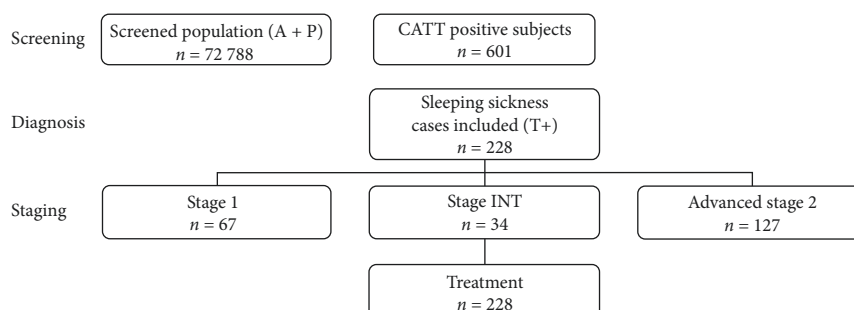 Screening
Screened population (A + P)
n = 72 788
CATT positive subjects
n = 601
Diagnosis
Sleeping sickness
cases included (T+)
n = 228
Staging
Stage 1
n = 67
Stage INT
n = 34
Advanced stage 2
n = 127
Treatment
n = 228